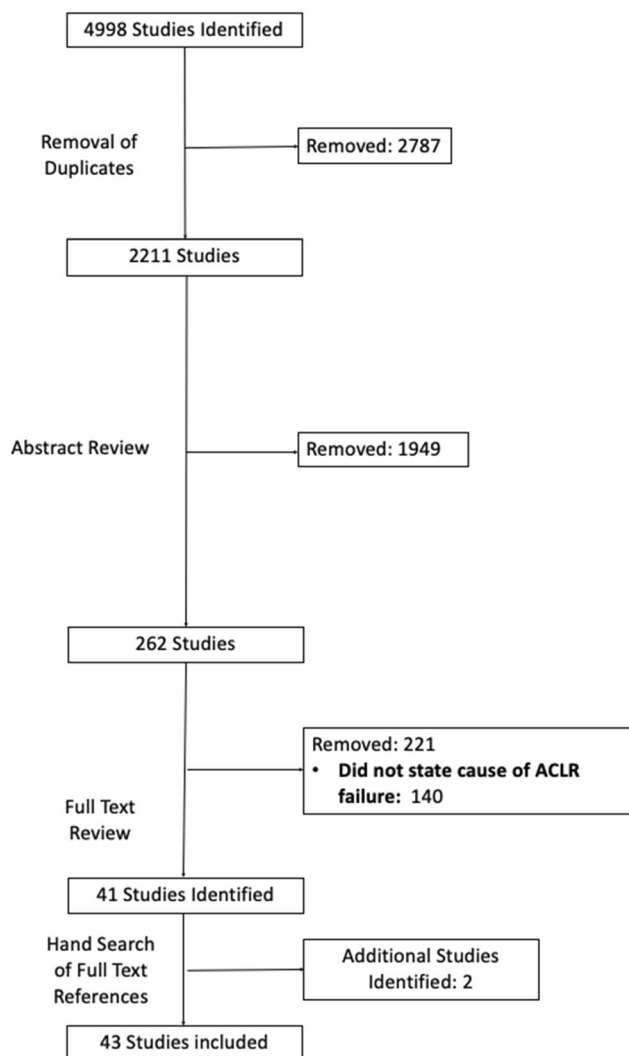 4998 Studies Identified
Removal of
Duplicates
Removed: 2787
2211 Studies
Abstract Review
Removed: 1949
262 Studies
Removed: 221
• Did not state cause of ACLR
failure: 140
Full Text
Review
41 Studies Identified
Hand Search
of Full Text
References
Additional Studies
Identified: 2
43 Studies included